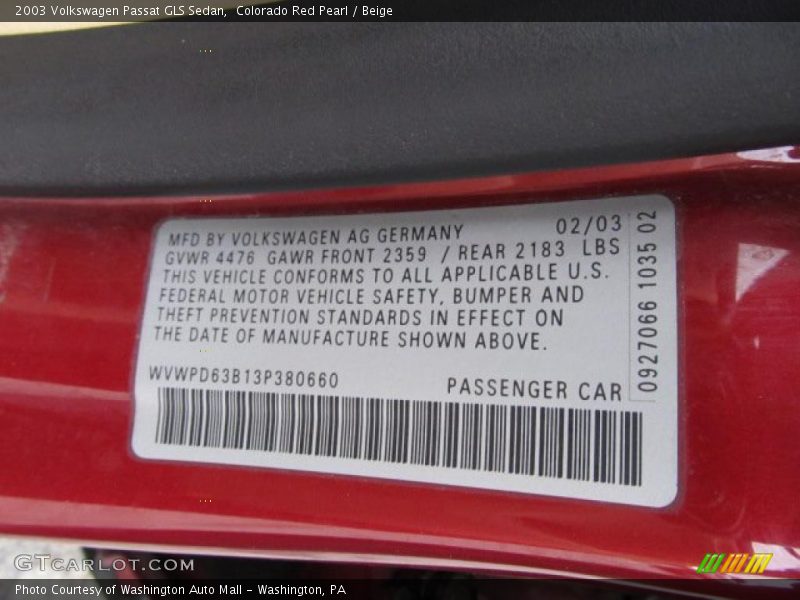 2003 Volkswagen Passat GLS Sedan,  Colorado Red Pearl / Beige
MFD BY VOLKSWAGEN AG GERMANY 02/03
GVWR 4476 GAWR FRONT 2359 / REAR 2183 LBS
THIS VEHICLE CONFORMS TO ALL APPLICABLE U.S.
FEDERAL MOTOR VEHICLE SAFETY, BUMPER AND
THEFT PREVENTION STANDARDS IN EFFECT ON
THE DATE OF MANUFACTURE SHOWN ABOVE.
WVWPD63B13P380660 PASSENGER CAR
0927066 1035 02
GTCARLOT.COM
Photo Courtesy of Washington Auto Mall - Washington, PA